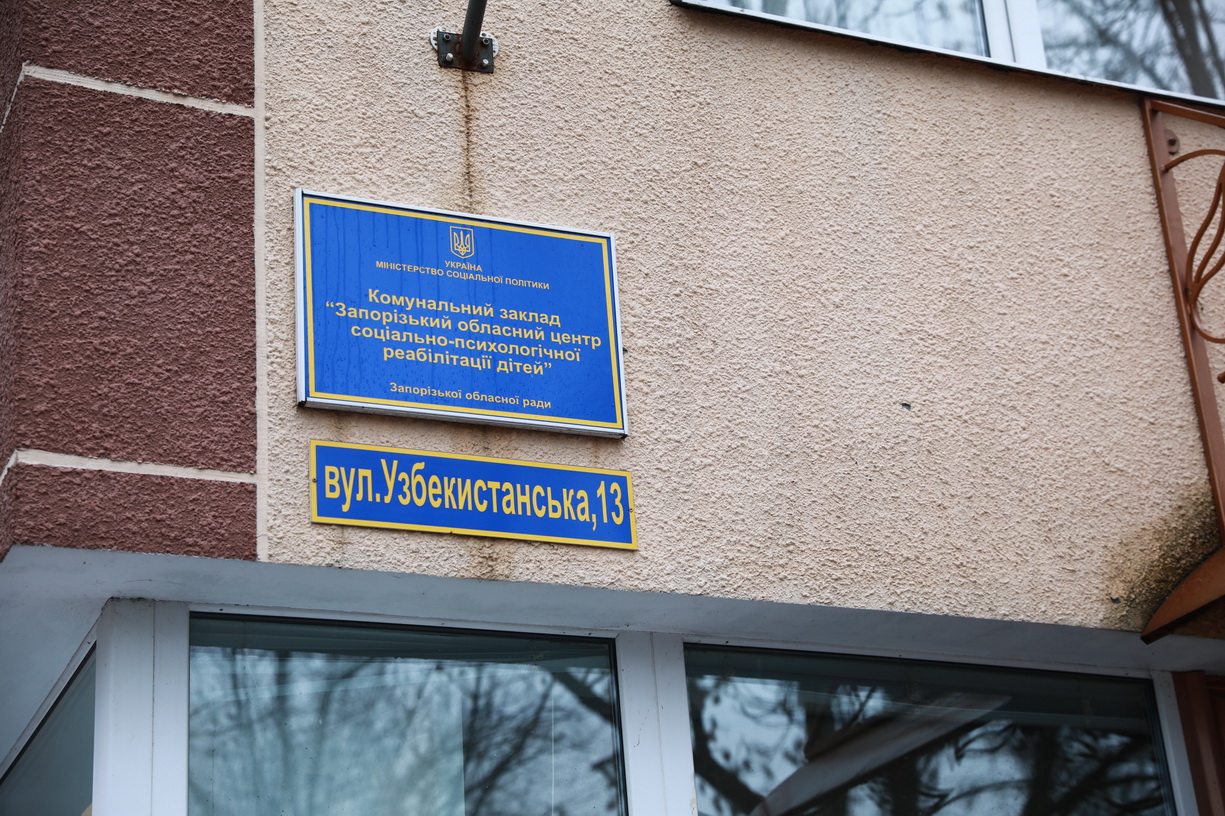 УКРАЇНА
МІНІСТЕРСТВО СОЦІАЛЬНОЇ ПОЛІТИКИ
Комунальний заклад
“Запорізький обласний центр
соціально-психологічної
реабілітації дітей”
Запорізької обласної ради
вул.Узбекистанська,13